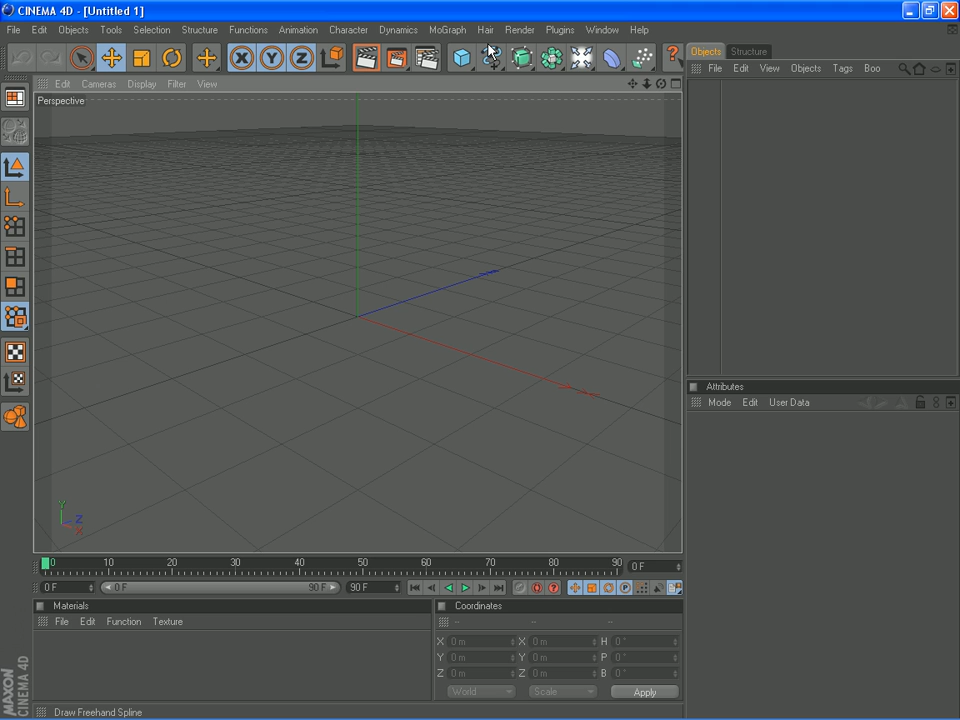 CINEMA 4D - [Untitled 1]
File Edit Objects Tools Selection Structure Functions Animation Character Dynamics MoGraph Hair Render Plugins Window Help
X Y Z
Objects Structure
File Edit View Objects Tags Boo
Edit Cameras Display Filter View
Perspective
Attributes
Mode Edit User Data
Y
Z
X
0 10 20 30 40 50 60 70 80 90 0 F
0 F 0 F 90 F 90 F
Materials
File Edit Function Texture
Coordinates
-- -- --
X 0 m X 0 m H 0 °
Y 0 m Y 0 m P 0 °
Z 0 m Z 0 m B 0 °
World Scale Apply
MAXON
CINEMA 4D
Draw Freehand Spline